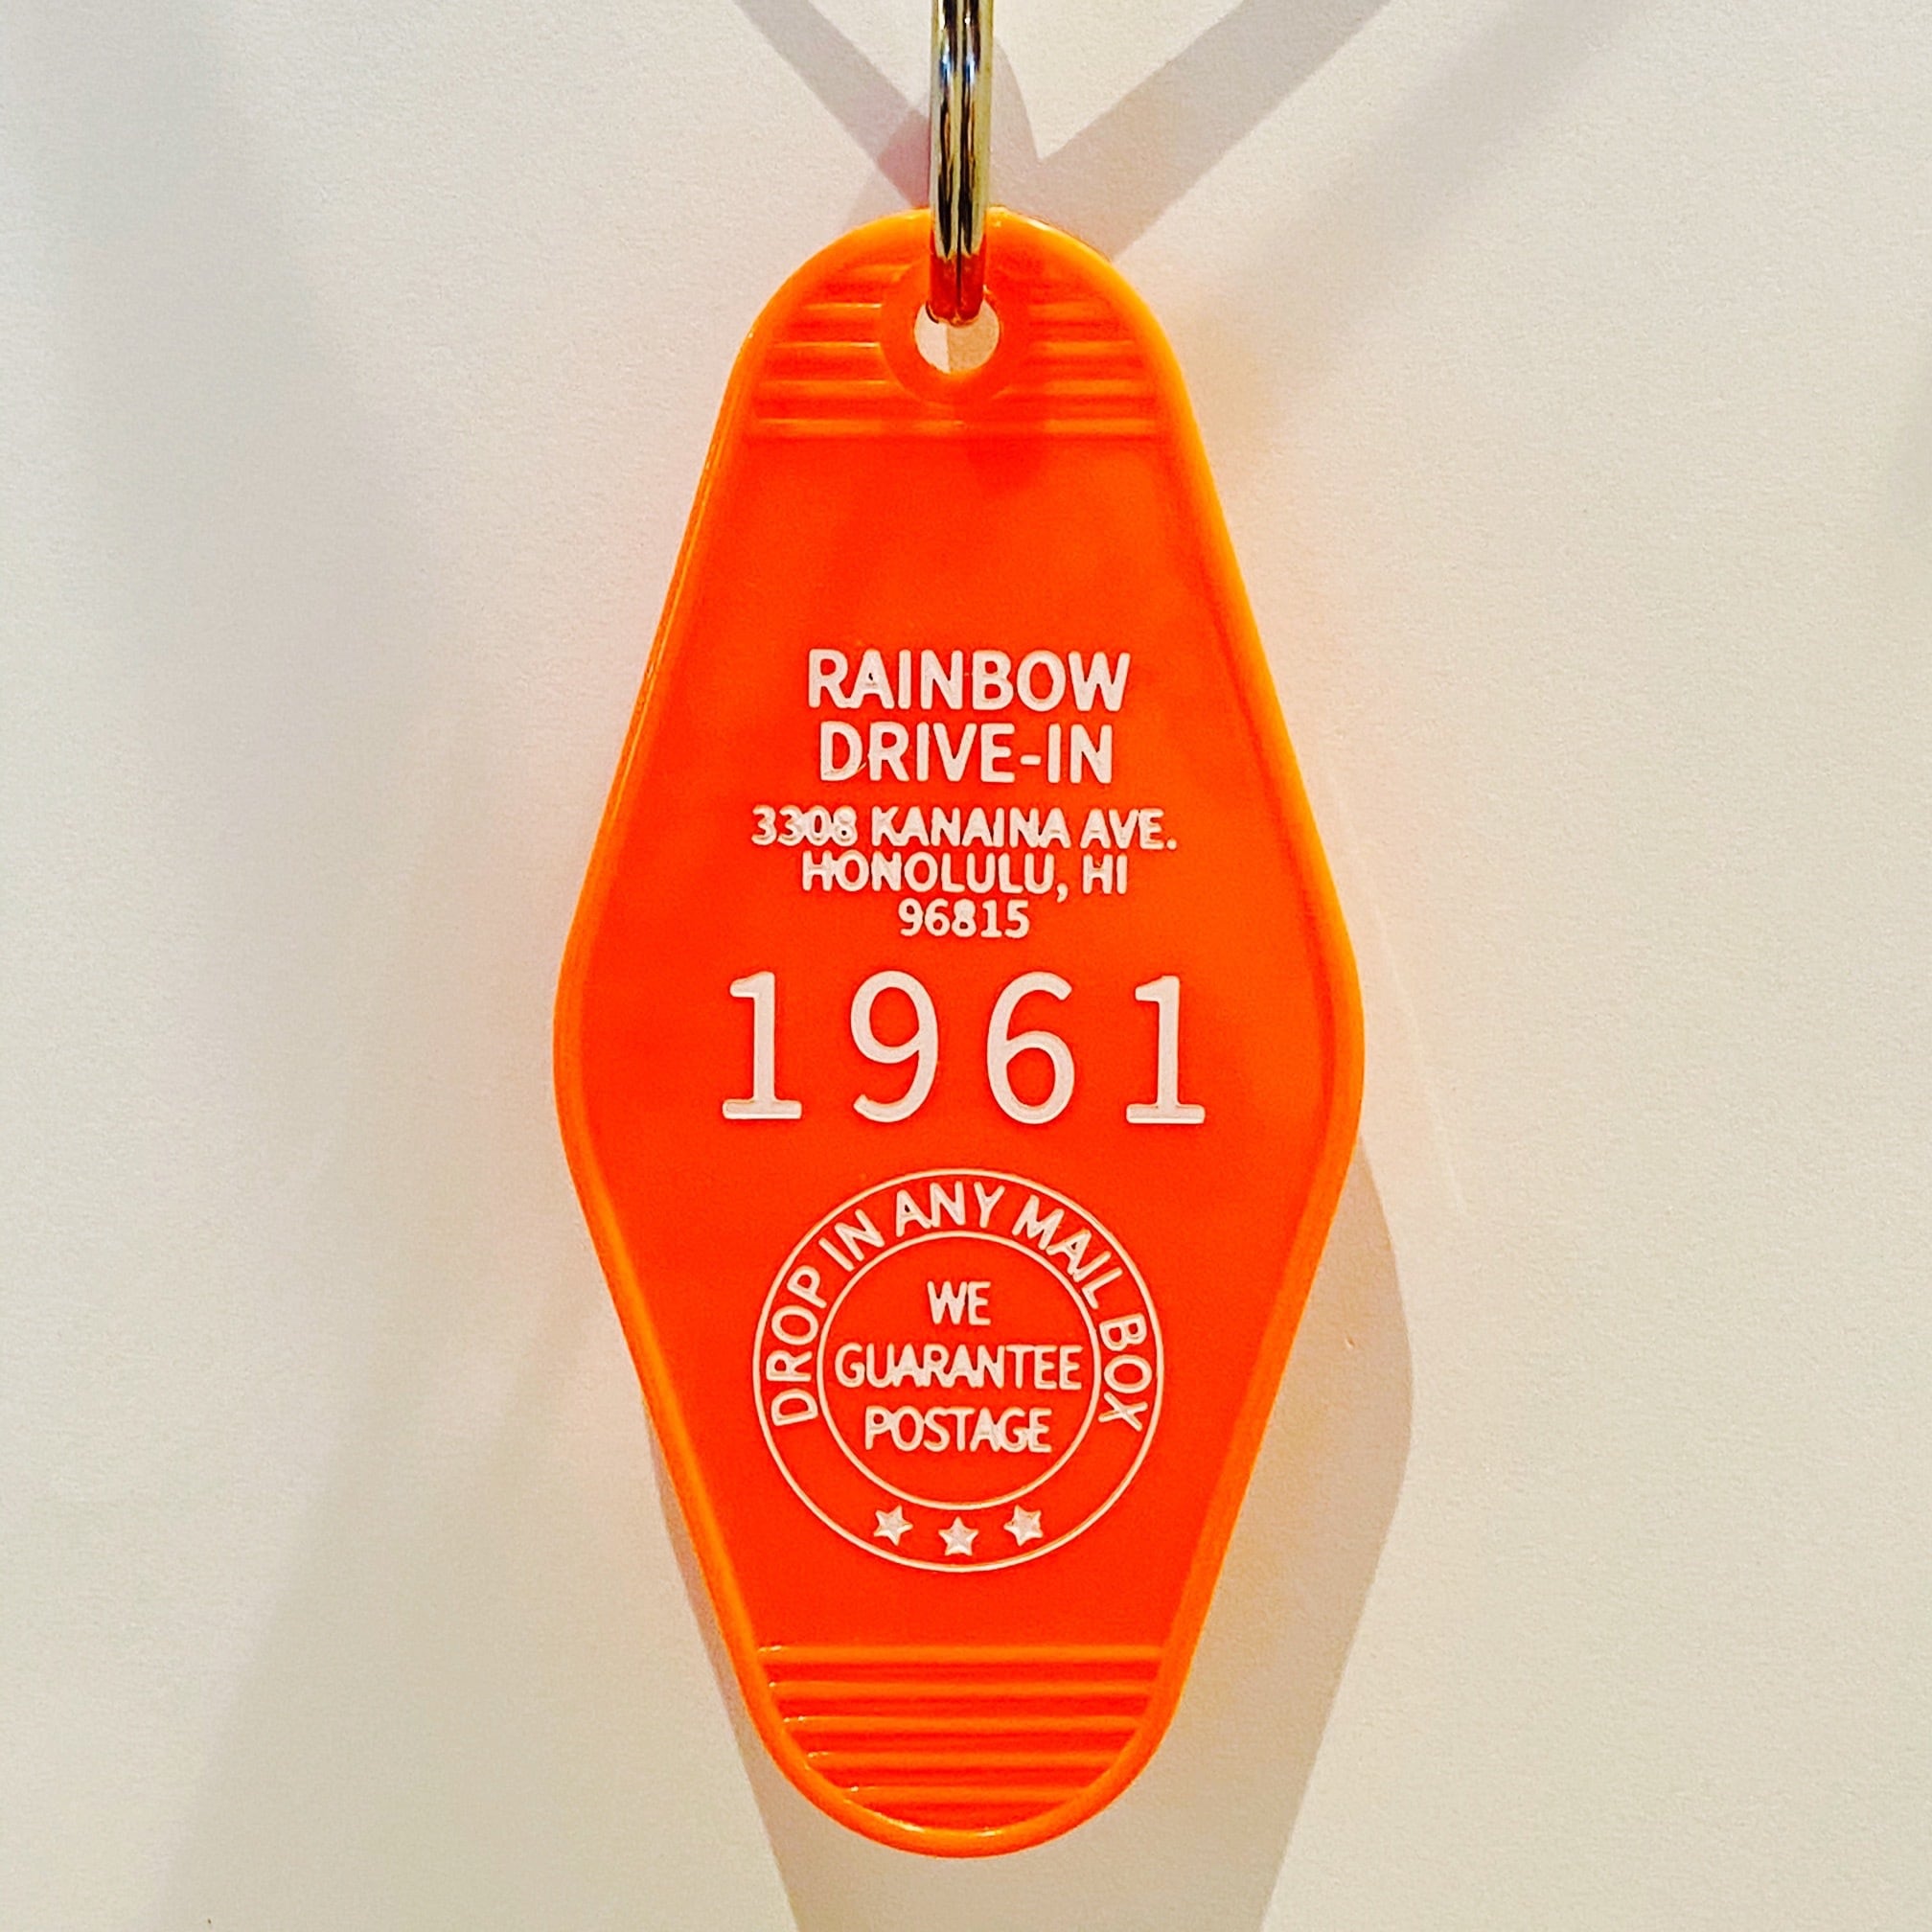 RAINBOW
DRIVE-IN
3308 KANAINA AVE.
HONOLULU, HI
96815
1961
DROP IN ANY MAIL BOX
WE
GUARANTEE
POSTAGE